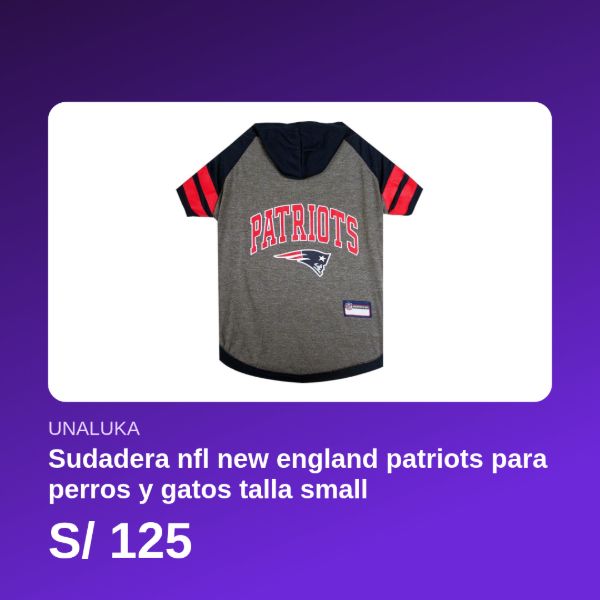 PATRIOTS
UNALUKA
Sudadera nfl new england patriots para
perros y gatos talla small
S/ 125